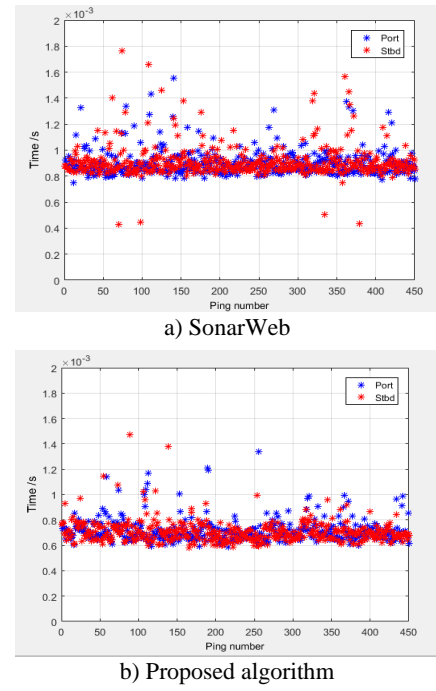 ×10⁻³
2
1.8
1.6
1.4
1.2
1
0.8
0.6
0.4
0.2
0
Time /s
Port
Stbd
0 50 100 150 200 250 300 350 400 450
Ping number
a) SonarWeb
×10⁻³
2
1.8
1.6
1.4
1.2
1
0.8
0.6
0.4
0.2
0
Time /s
Port
Stbd
0 50 100 150 200 250 300 350 400 450
Ping number
b) Proposed algorithm